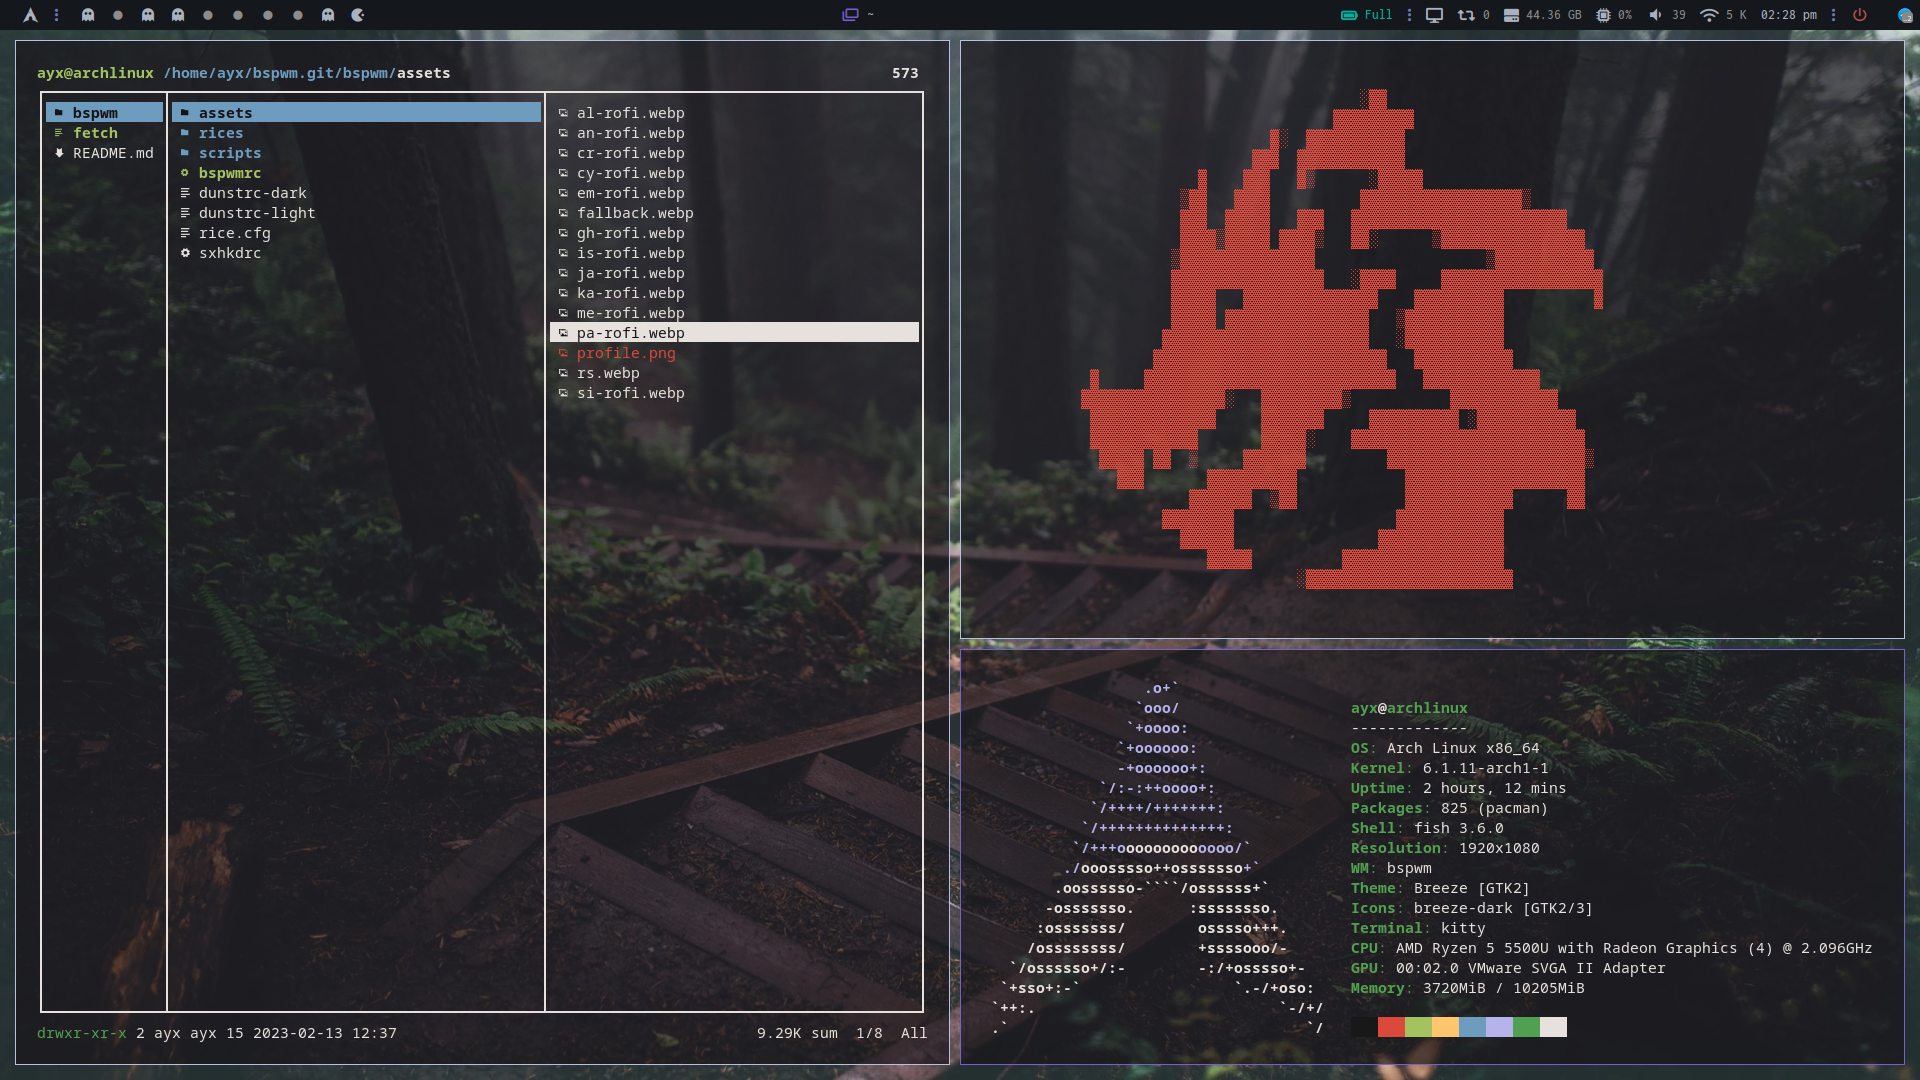 ~
Full
0
44.36 GB
0%
39
5 K
02:28 pm
ayx@archlinux /home/ayx/bspwm.git/bspwm/assets
573
bspwm
fetch
README.md
assets
rices
scripts
bspwmrc
dunstrc-dark
dunstrc-light
rice.cfg
sxhkdrc
al-rofi.webp
an-rofi.webp
cr-rofi.webp
cy-rofi.webp
em-rofi.webp
fallback.webp
gh-rofi.webp
is-rofi.webp
ja-rofi.webp
ka-rofi.webp
me-rofi.webp
pa-rofi.webp
profile.png
rs.webp
si-rofi.webp
drwxr-xr-x 2 ayx ayx 15 2023-02-13 12:37
9.29K sum 1/8 All
ayx@archlinux
-------------
OS: Arch Linux x86_64
Kernel: 6.1.11-arch1-1
Uptime: 2 hours, 12 mins
Packages: 825 (pacman)
Shell: fish 3.6.0
Resolution: 1920x1080
WM: bspwm
Theme: Breeze [GTK2]
Icons: breeze-dark [GTK2/3]
Terminal: kitty
CPU: AMD Ryzen 5 5500U with Radeon Graphics (4) @ 2.096GHz
GPU: 00:02.0 VMware SVGA II Adapter
Memory: 3720MiB / 10205MiB